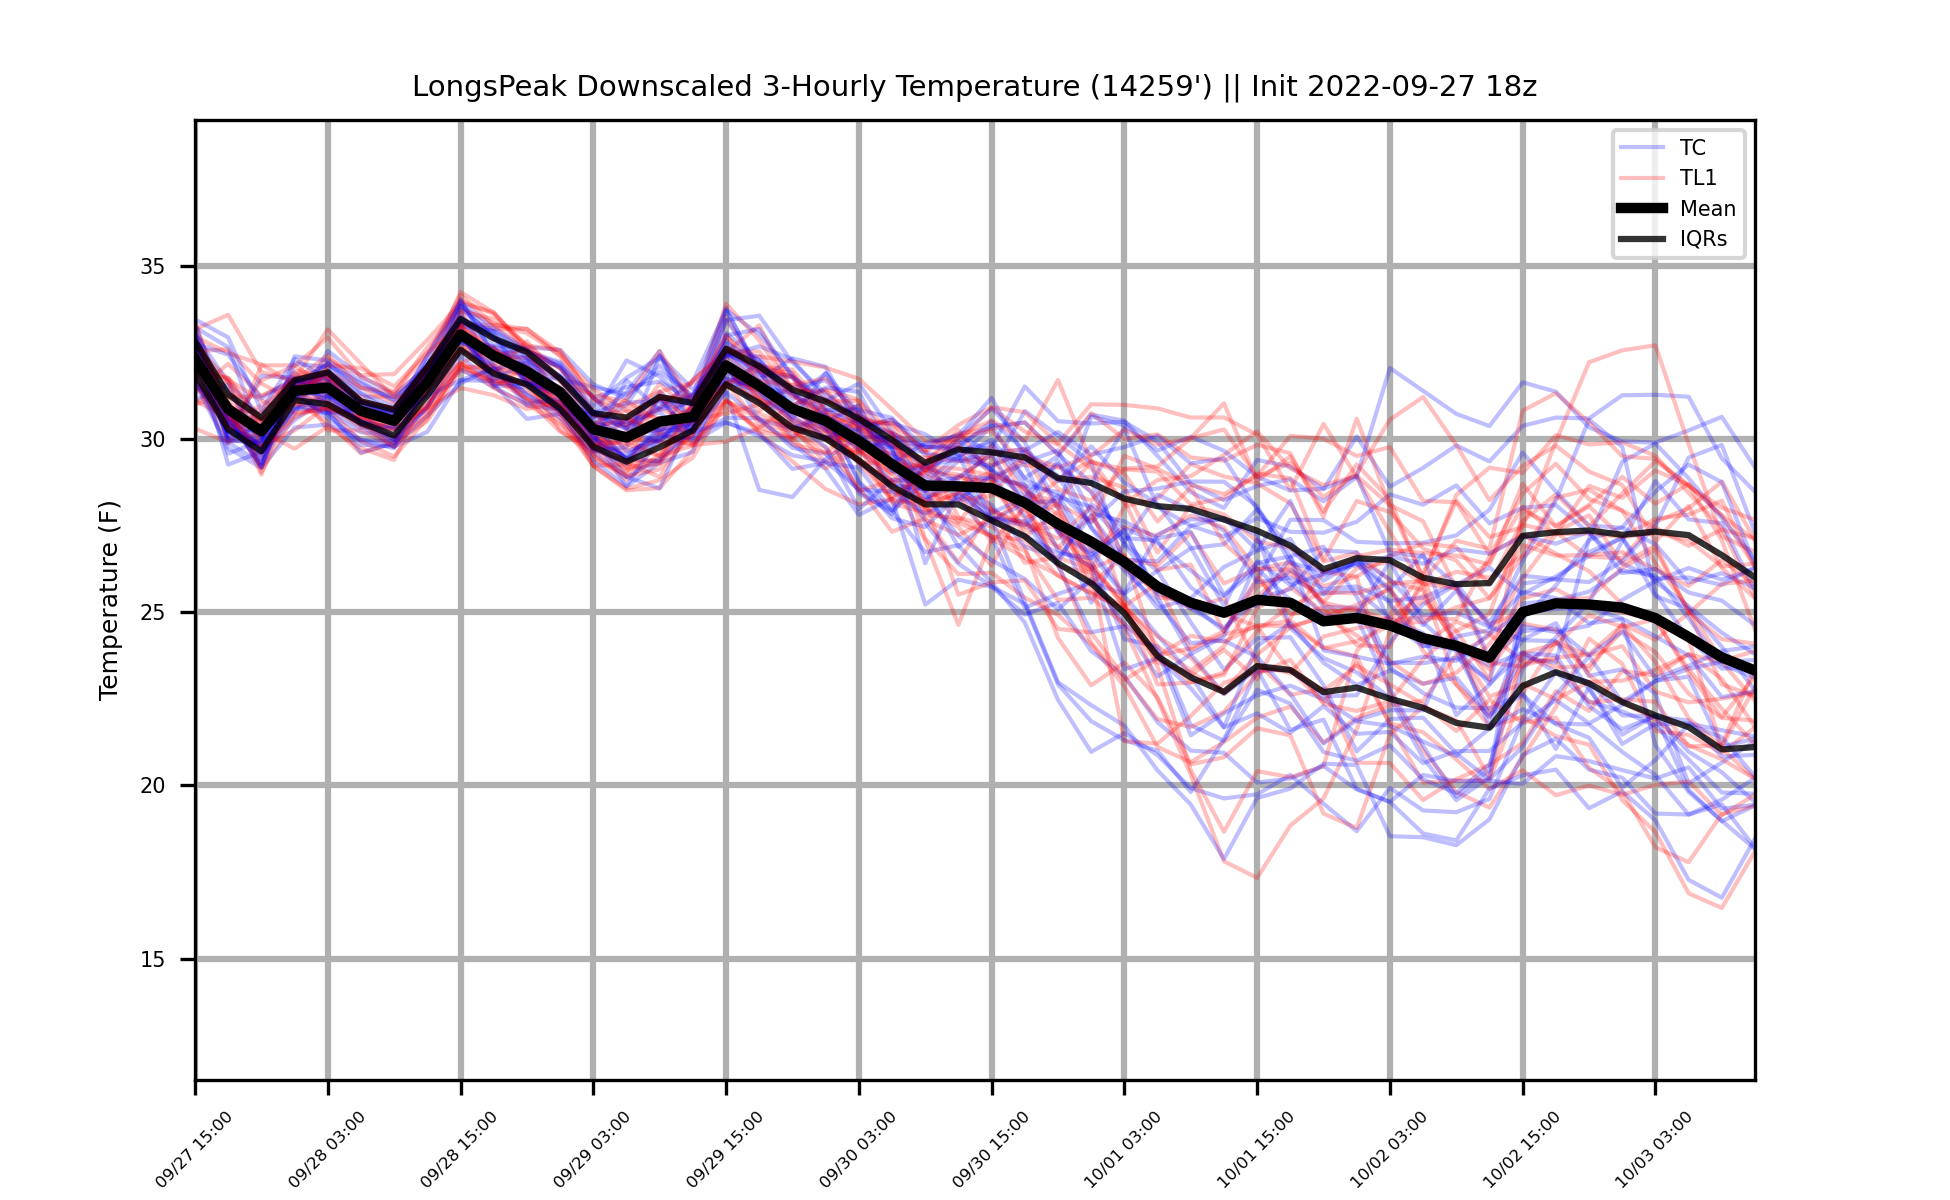 LongsPeak Downscaled 3-Hourly Temperature (14259') || Init 2022-09-27 18z
TC
TL1
Mean
IQRs
Temperature (F)
35
30
25
20
15
09/27 15:00
09/28 03:00
09/28 15:00
09/29 03:00
09/29 15:00
09/30 03:00
09/30 15:00
10/01 03:00
10/01 15:00
10/02 03:00
10/02 15:00
10/03 03:00